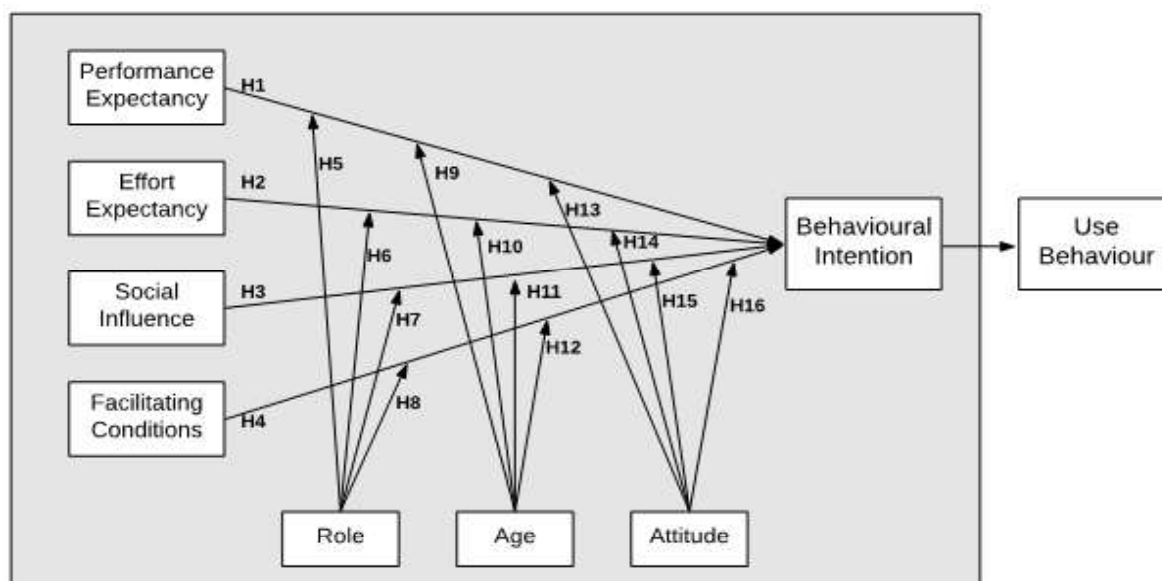 Performance
Expectancy
H1
H5
H9
H13
Effort
Expectancy
H2
H6
H10
H14
Behavioural
Intention
Use
Behaviour
Social
Influence
H3
H7
H11
H15
H16
H12
Facilitating
Conditions
H4
H8
Role
Age
Attitude